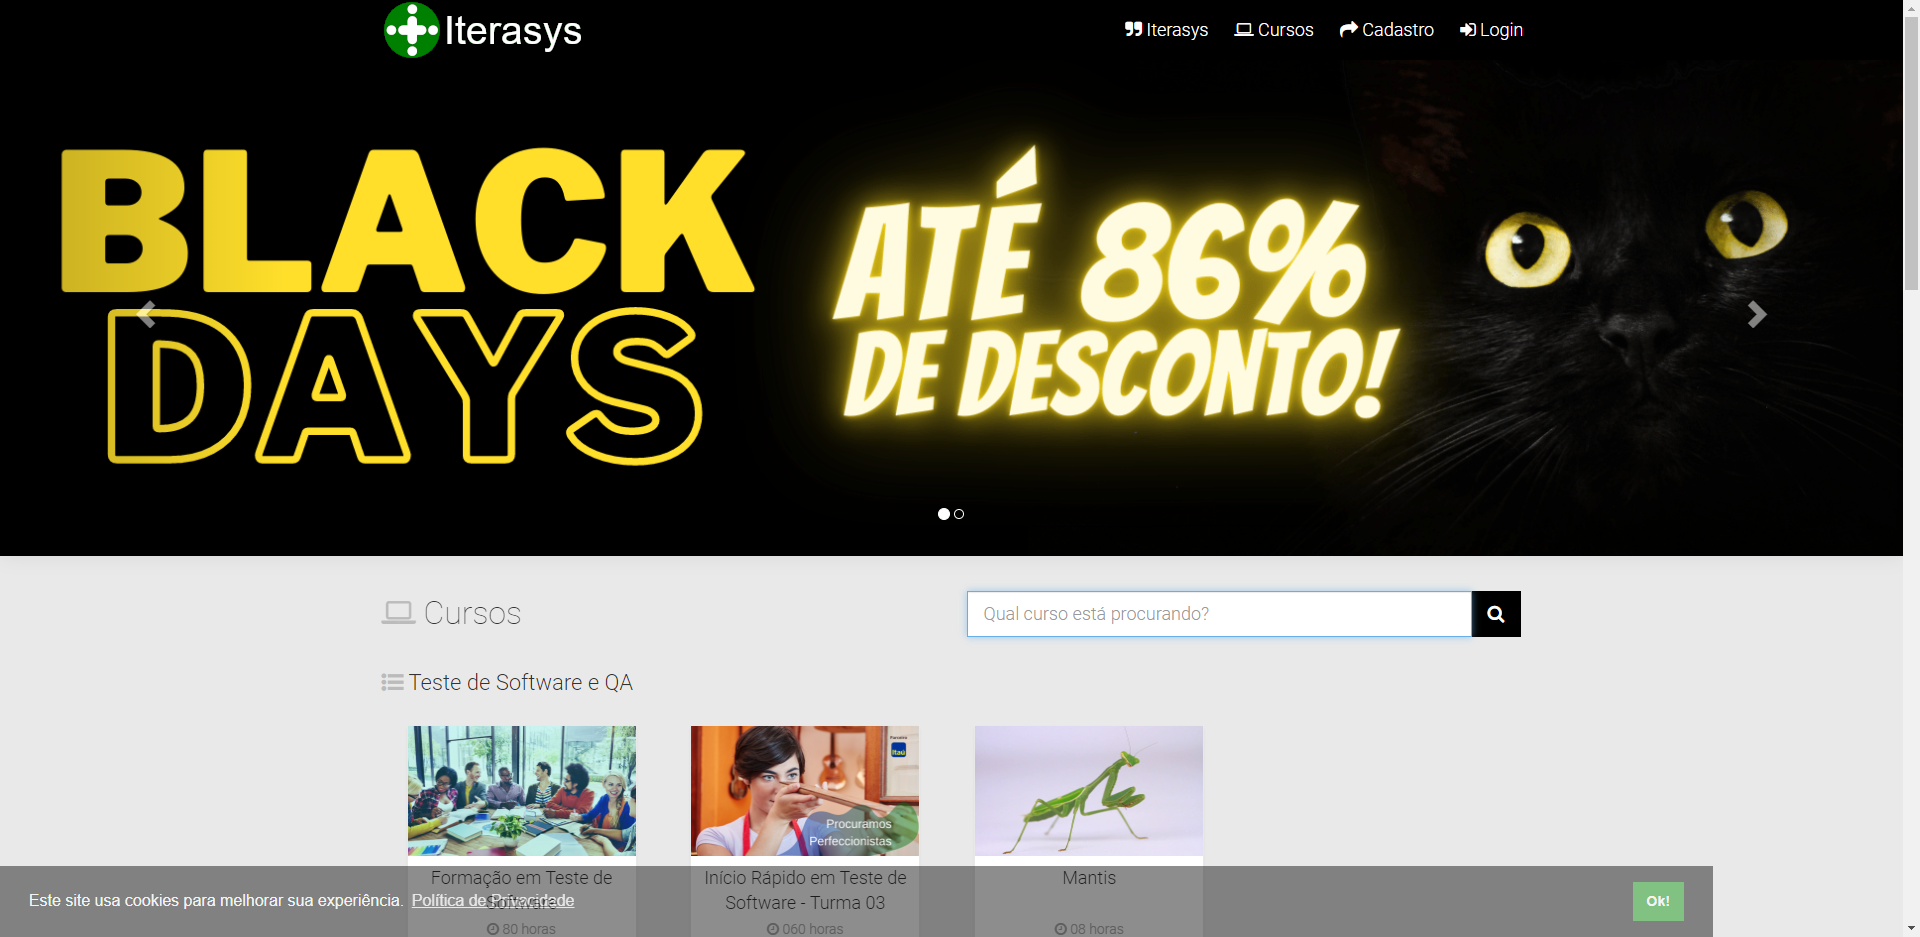 Iterasys
Iterasys
Cursos
Cadastro
Login
BLACK
DAYS
ATÉ 86%
DE DESCONTO!
Cursos
Qual curso está procurando?
Teste de Software e QA
Parceiro
Itaú
Procuramos
Perfeccionistas
Formação em Teste de
Software
80 horas
Início Rápido em Teste de
Software - Turma 03
060 horas
Mantis
08 horas
Este site usa cookies para melhorar sua experiência. Política de Privacidade
Ok!